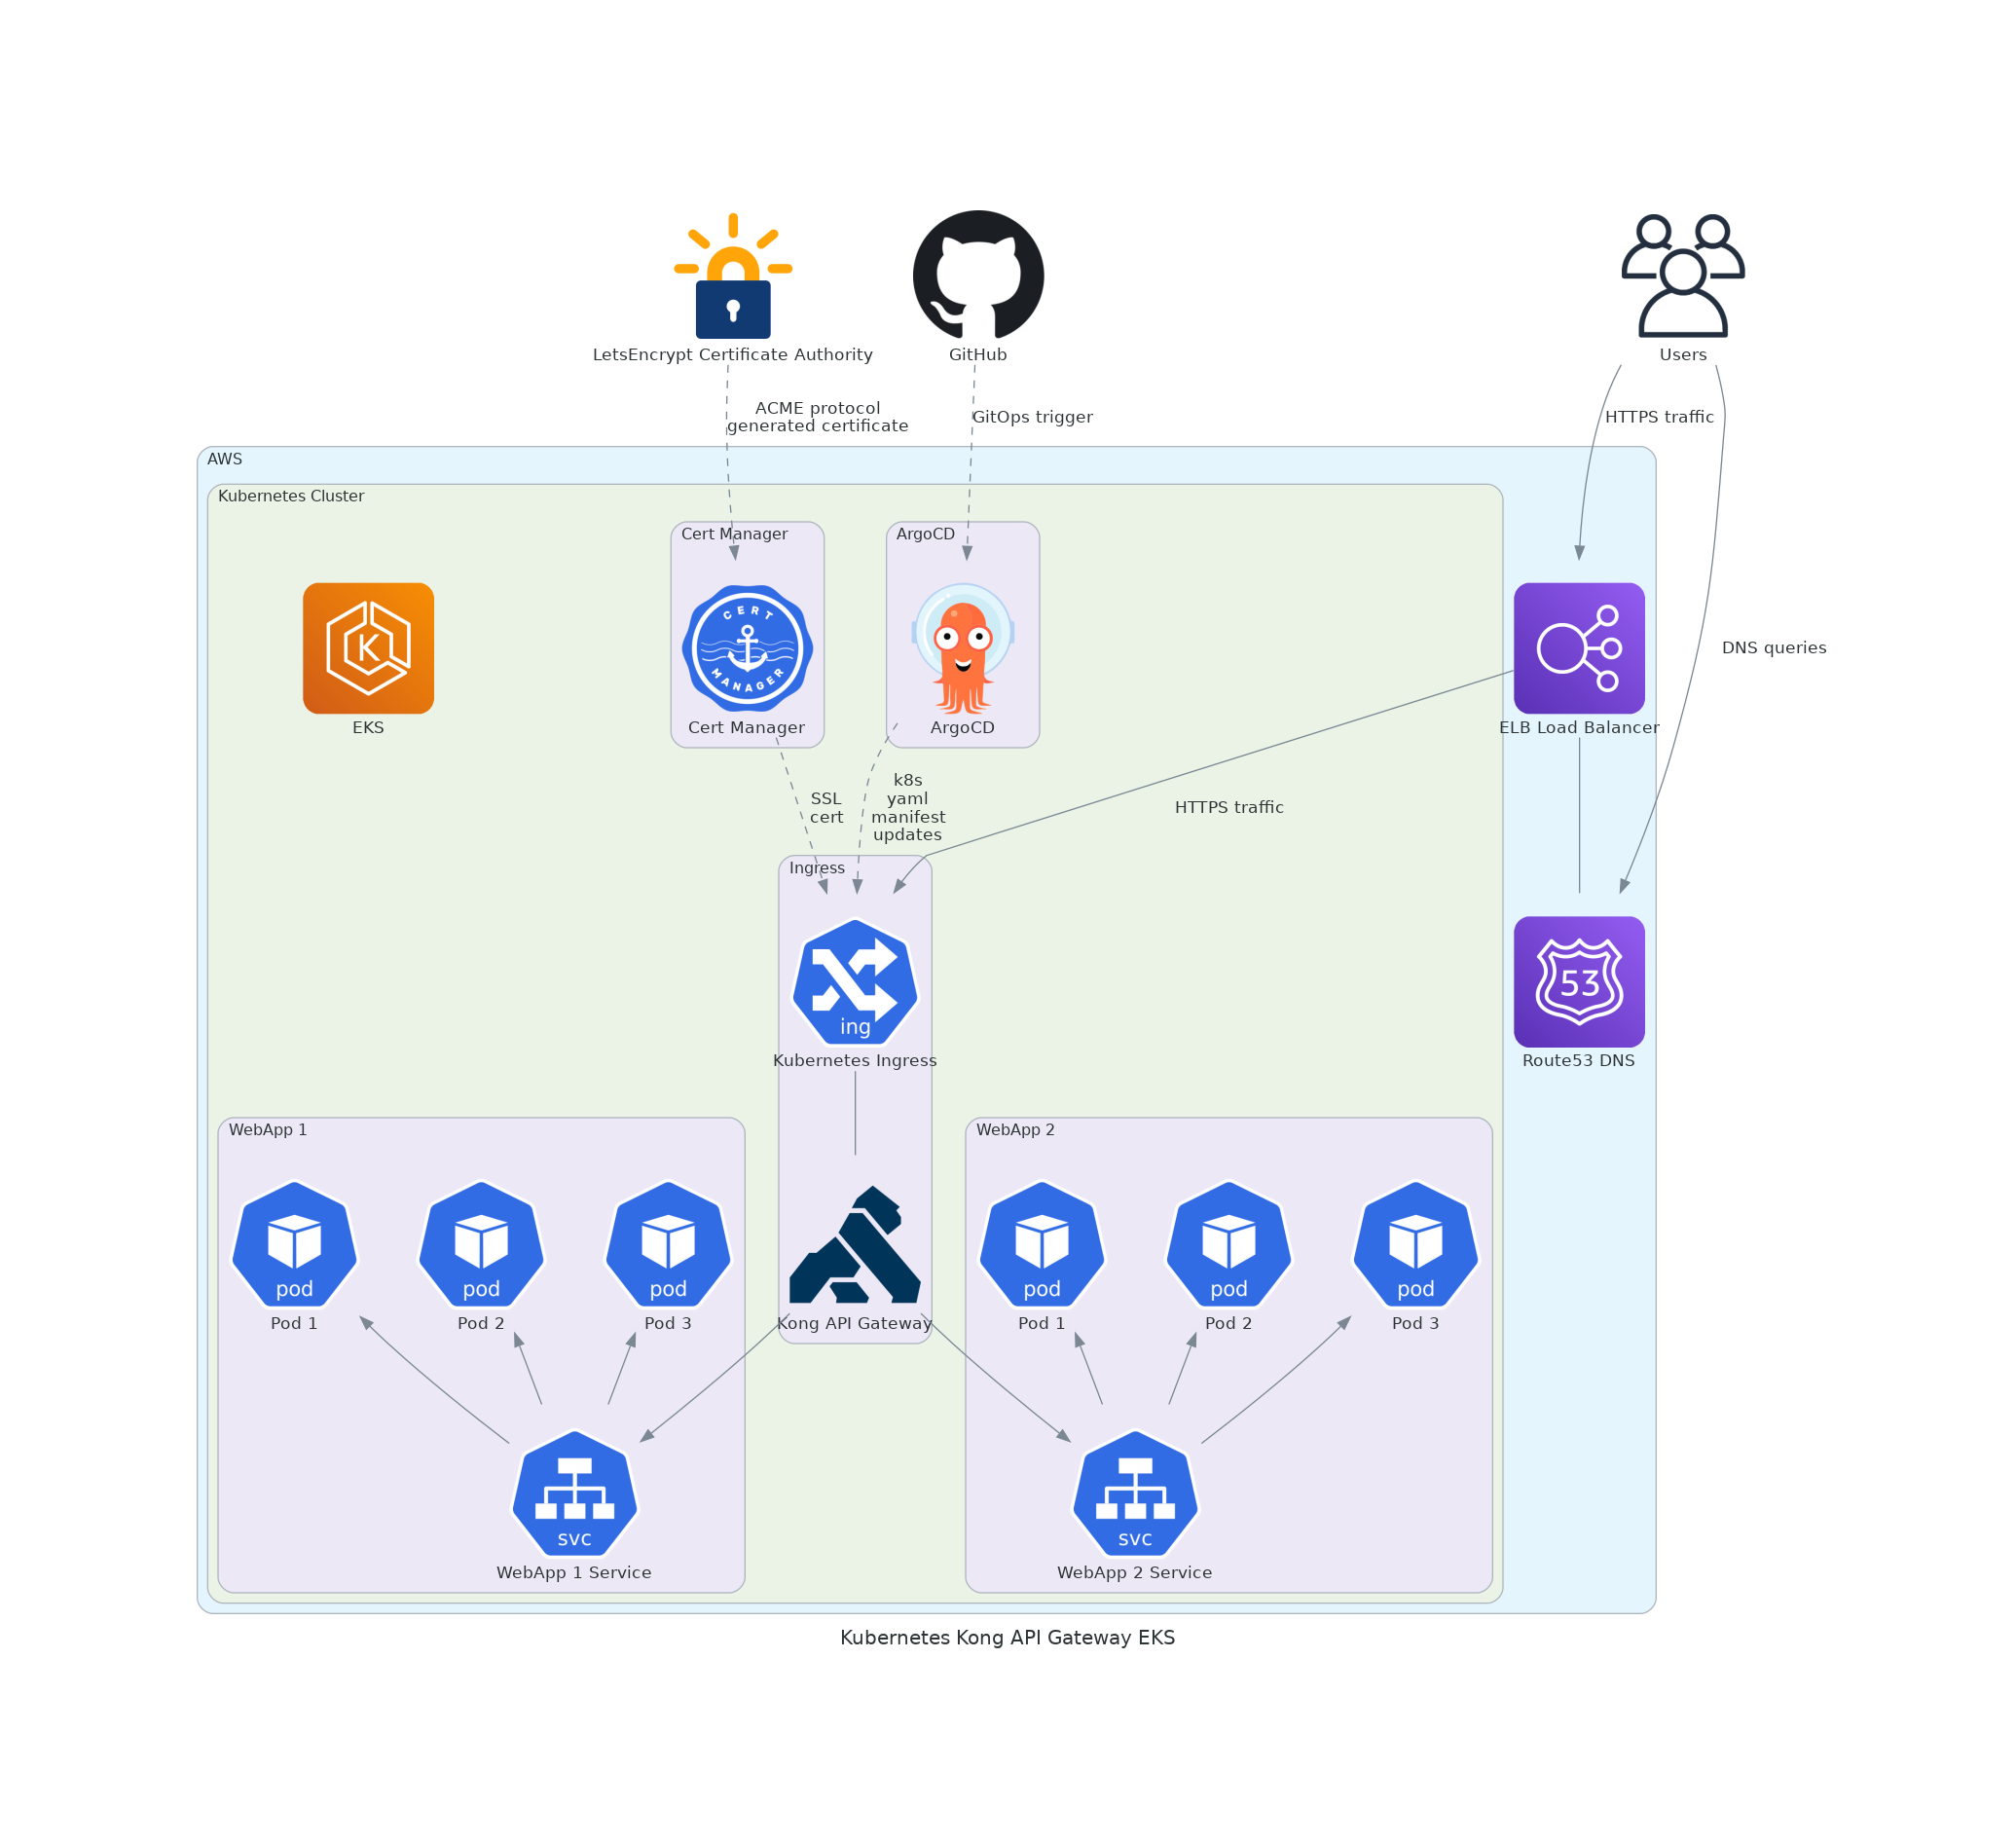 LetsEncrypt Certificate Authority
GitHub
Users
ACME protocol
generated certificate
GitOps trigger
HTTPS traffic
AWS
Kubernetes Cluster
Cert Manager
ArgoCD
K
CERT
MANAGER
EKS
Cert Manager
ArgoCD
ELB Load Balancer
DNS queries
SSL
cert
k8s
yaml
manifest
updates
HTTPS traffic
Ingress
ing
Kubernetes Ingress
53
Route53 DNS
WebApp 1
WebApp 2
pod
pod
pod
pod
pod
pod
Pod 1
Pod 2
Pod 3
Kong API Gateway
Pod 1
Pod 2
Pod 3
svc
svc
WebApp 1 Service
WebApp 2 Service
Kubernetes Kong API Gateway EKS